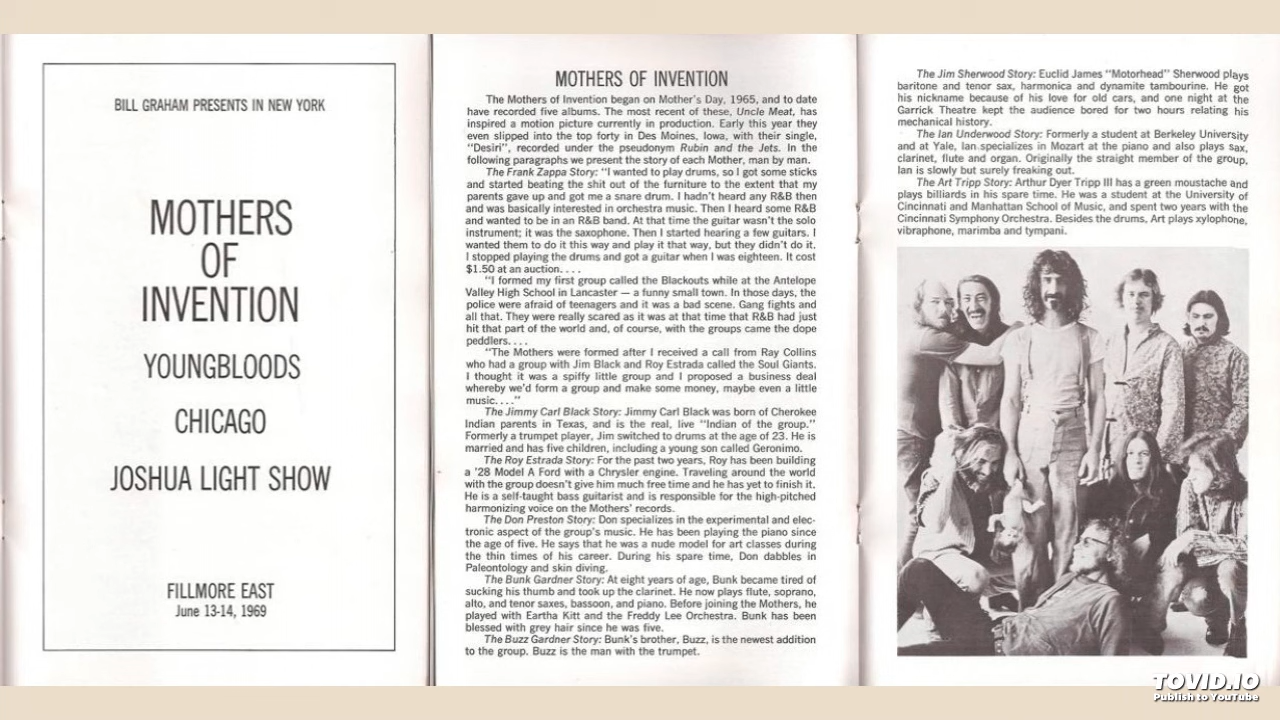 BILL GRAHAM PRESENTS IN NEW YORK
MOTHERS
OF
INVENTION
YOUNGBLOODS
CHICAGO
JOSHUA LIGHT SHOW
FILLMORE EAST
June 13-14, 1969
MOTHERS OF INVENTION
The Mothers of Invention began on Mother's Day, 1965, and to date
have recorded five albums. The most recent of these, Uncle Meat, has
inspired a motion picture currently in production. Early this year they
even slipped into the top forty in Des Moines, Iowa, with their single,
"Desiri", recorded under the pseudonym Rubin and the Jets. In the
following paragraphs we present the story of each Mother, man by man.
The Frank Zappa Story: "I wanted to play drums, so I got some sticks
and started beating the shit out of the furniture to the extent that my
parents gave up and got me a snare drum. I hadn't heard any R&B then
and was basically interested in orchestra music. Then I heard some R&B
and wanted to be in an R&B band. At that time the guitar wasn't the solo
instrument; it was the saxophone. Then I started hearing a few guitars. I
wanted them to do it this way and play it that way, but they didn't do it.
I stopped playing the drums and got a guitar when I was eighteen. It cost
$1.50 at an auction. . . .
"I formed my first group called the Blackouts while at the Antelope
Valley High School in Lancaster — a funny small town. In those days, the
police were afraid of teenagers and it was a bad scene. Gang fights and
all that. They were really scared as it was at that time that R&B had just
hit that part of the world and, of course, with the groups came the dope
peddlers. . . .
"The Mothers were formed after I received a call from Ray Collins
who had a group with Jim Black and Roy Estrada called the Soul Giants.
I thought it was a spiffy little group and I proposed a business deal
whereby we'd form a group and make some money, maybe even a little
music. . . ."
The Jimmy Carl Black Story: Jimmy Carl Black was born of Cherokee
Indian parents in Texas, and is the real, live "Indian of the group."
Formerly a trumpet player, Jim switched to drums at the age of 23. He is
married and has five children, including a young son called Geronimo.
The Roy Estrada Story: For the past two years, Roy has been building
a '28 Model A Ford with a Chrysler engine. Traveling around the world
with the group doesn't give him much free time and he has yet to finish it.
He is a self-taught bass guitarist and is responsible for the high-pitched
harmonizing voice on the Mothers' records.
The Don Preston Story: Don specializes in the experimental and elec-
tronic aspect of the group's music. He has been playing the piano since
the age of five. He says that he was a nude model for art classes during
the thin times of his career. During his spare time, Don dabbles in
Paleontology and skin diving.
The Bunk Gardner Story: At eight years of age, Bunk became tired of
sucking his thumb and took up the clarinet. He now plays flute, soprano,
alto, and tenor saxes, bassoon, and piano. Before joining the Mothers, he
played with Eartha Kitt and the Freddy Lee Orchestra. Bunk has been
blessed with grey hair since he was five.
The Buzz Gardner Story: Bunk's brother, Buzz, is the newest addition
to the group. Buzz is the man with the trumpet.
The Jim Sherwood Story: Euclid James "Motorhead" Sherwood plays
baritone and tenor sax, harmonica and dynamite tambourine. He got
his nickname because of his love for old cars, and one night at the
Garrick Theatre kept the audience bored for two hours relating his
mechanical history.
The Ian Underwood Story: Formerly a student at Berkeley University
and at Yale, Ian specializes in Mozart at the piano and also plays sax,
clarinet, flute and organ. Originally the straight member of the group,
Ian is slowly but surely freaking out.
The Art Tripp Story: Arthur Dyer Tripp III has a green moustache and
plays billiards in his spare time. He was a student at the University of
Cincinnati and Manhattan School of Music, and spent two years with the
Cincinnati Symphony Orchestra. Besides the drums, Art plays xylophone,
vibraphone, marimba and tympani.
TOVID.IO
Publish to YouTube